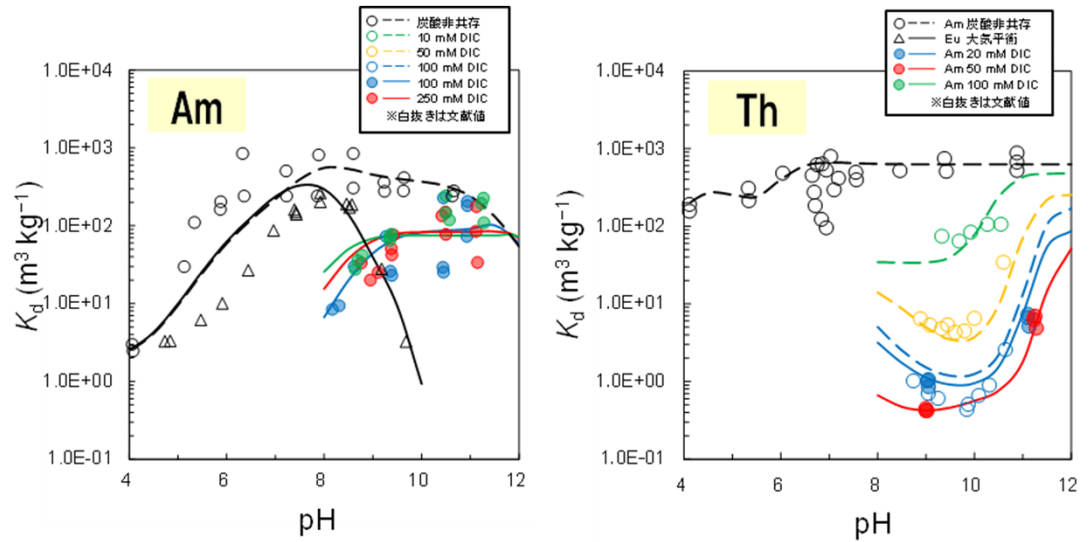 炭酸非共存
10 mM DIC
50 mM DIC
100 mM DIC
100 mM DIC
250 mM DIC
※白抜きは文献値
Am
1.0E+04
1.0E+03
1.0E+02
1.0E+01
1.0E+00
1.0E-01
Kd (m³ kg⁻¹)
4
6
8
10
12
pH
Am 炭酸非共存
Eu 大気平衡
Am 20 mM DIC
Am 50 mM DIC
Am 100 mM DIC
※白抜きは文献値
Th
1.0E+04
1.0E+03
1.0E+02
1.0E+01
1.0E+00
1.0E-01
Kd (m³ kg⁻¹)
4
6
8
10
12
pH